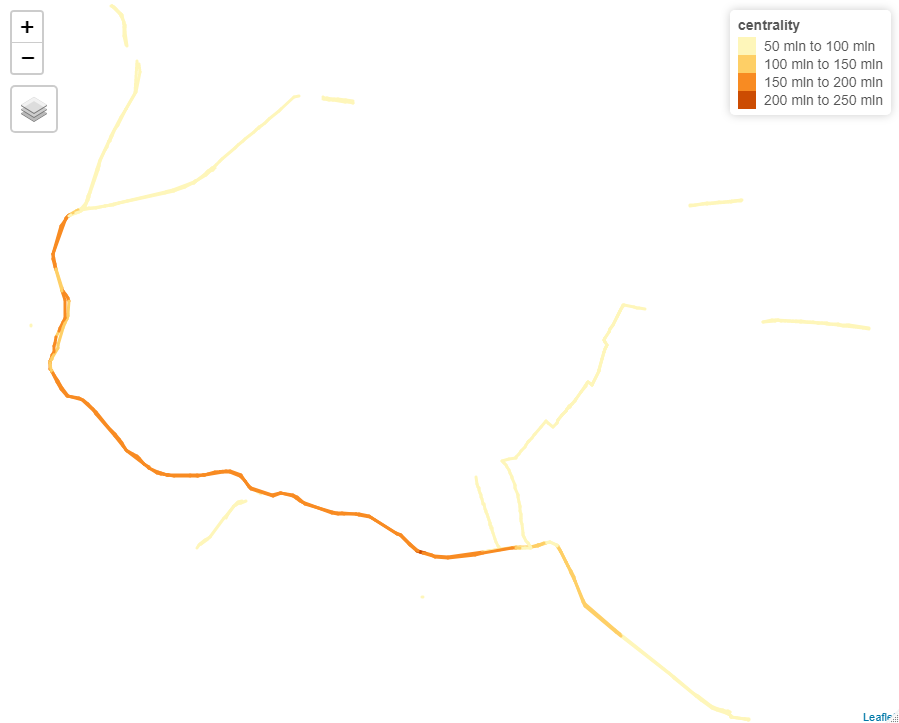 +
−
centrality
50 mln to 100 mln
100 mln to 150 mln
150 mln to 200 mln
200 mln to 250 mln